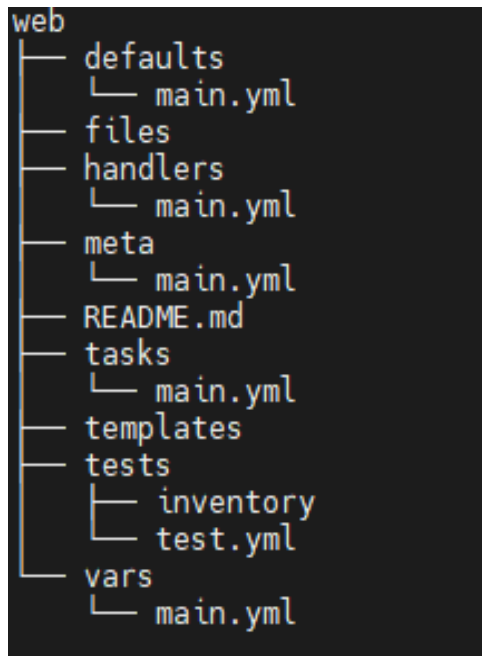 web
├── defaults
│   └── main.yml
├── files
├── handlers
│   └── main.yml
├── meta
│   └── main.yml
├── README.md
├── tasks
│   └── main.yml
├── templates
├── tests
│   ├── inventory
│   └── test.yml
└── vars
    └── main.yml